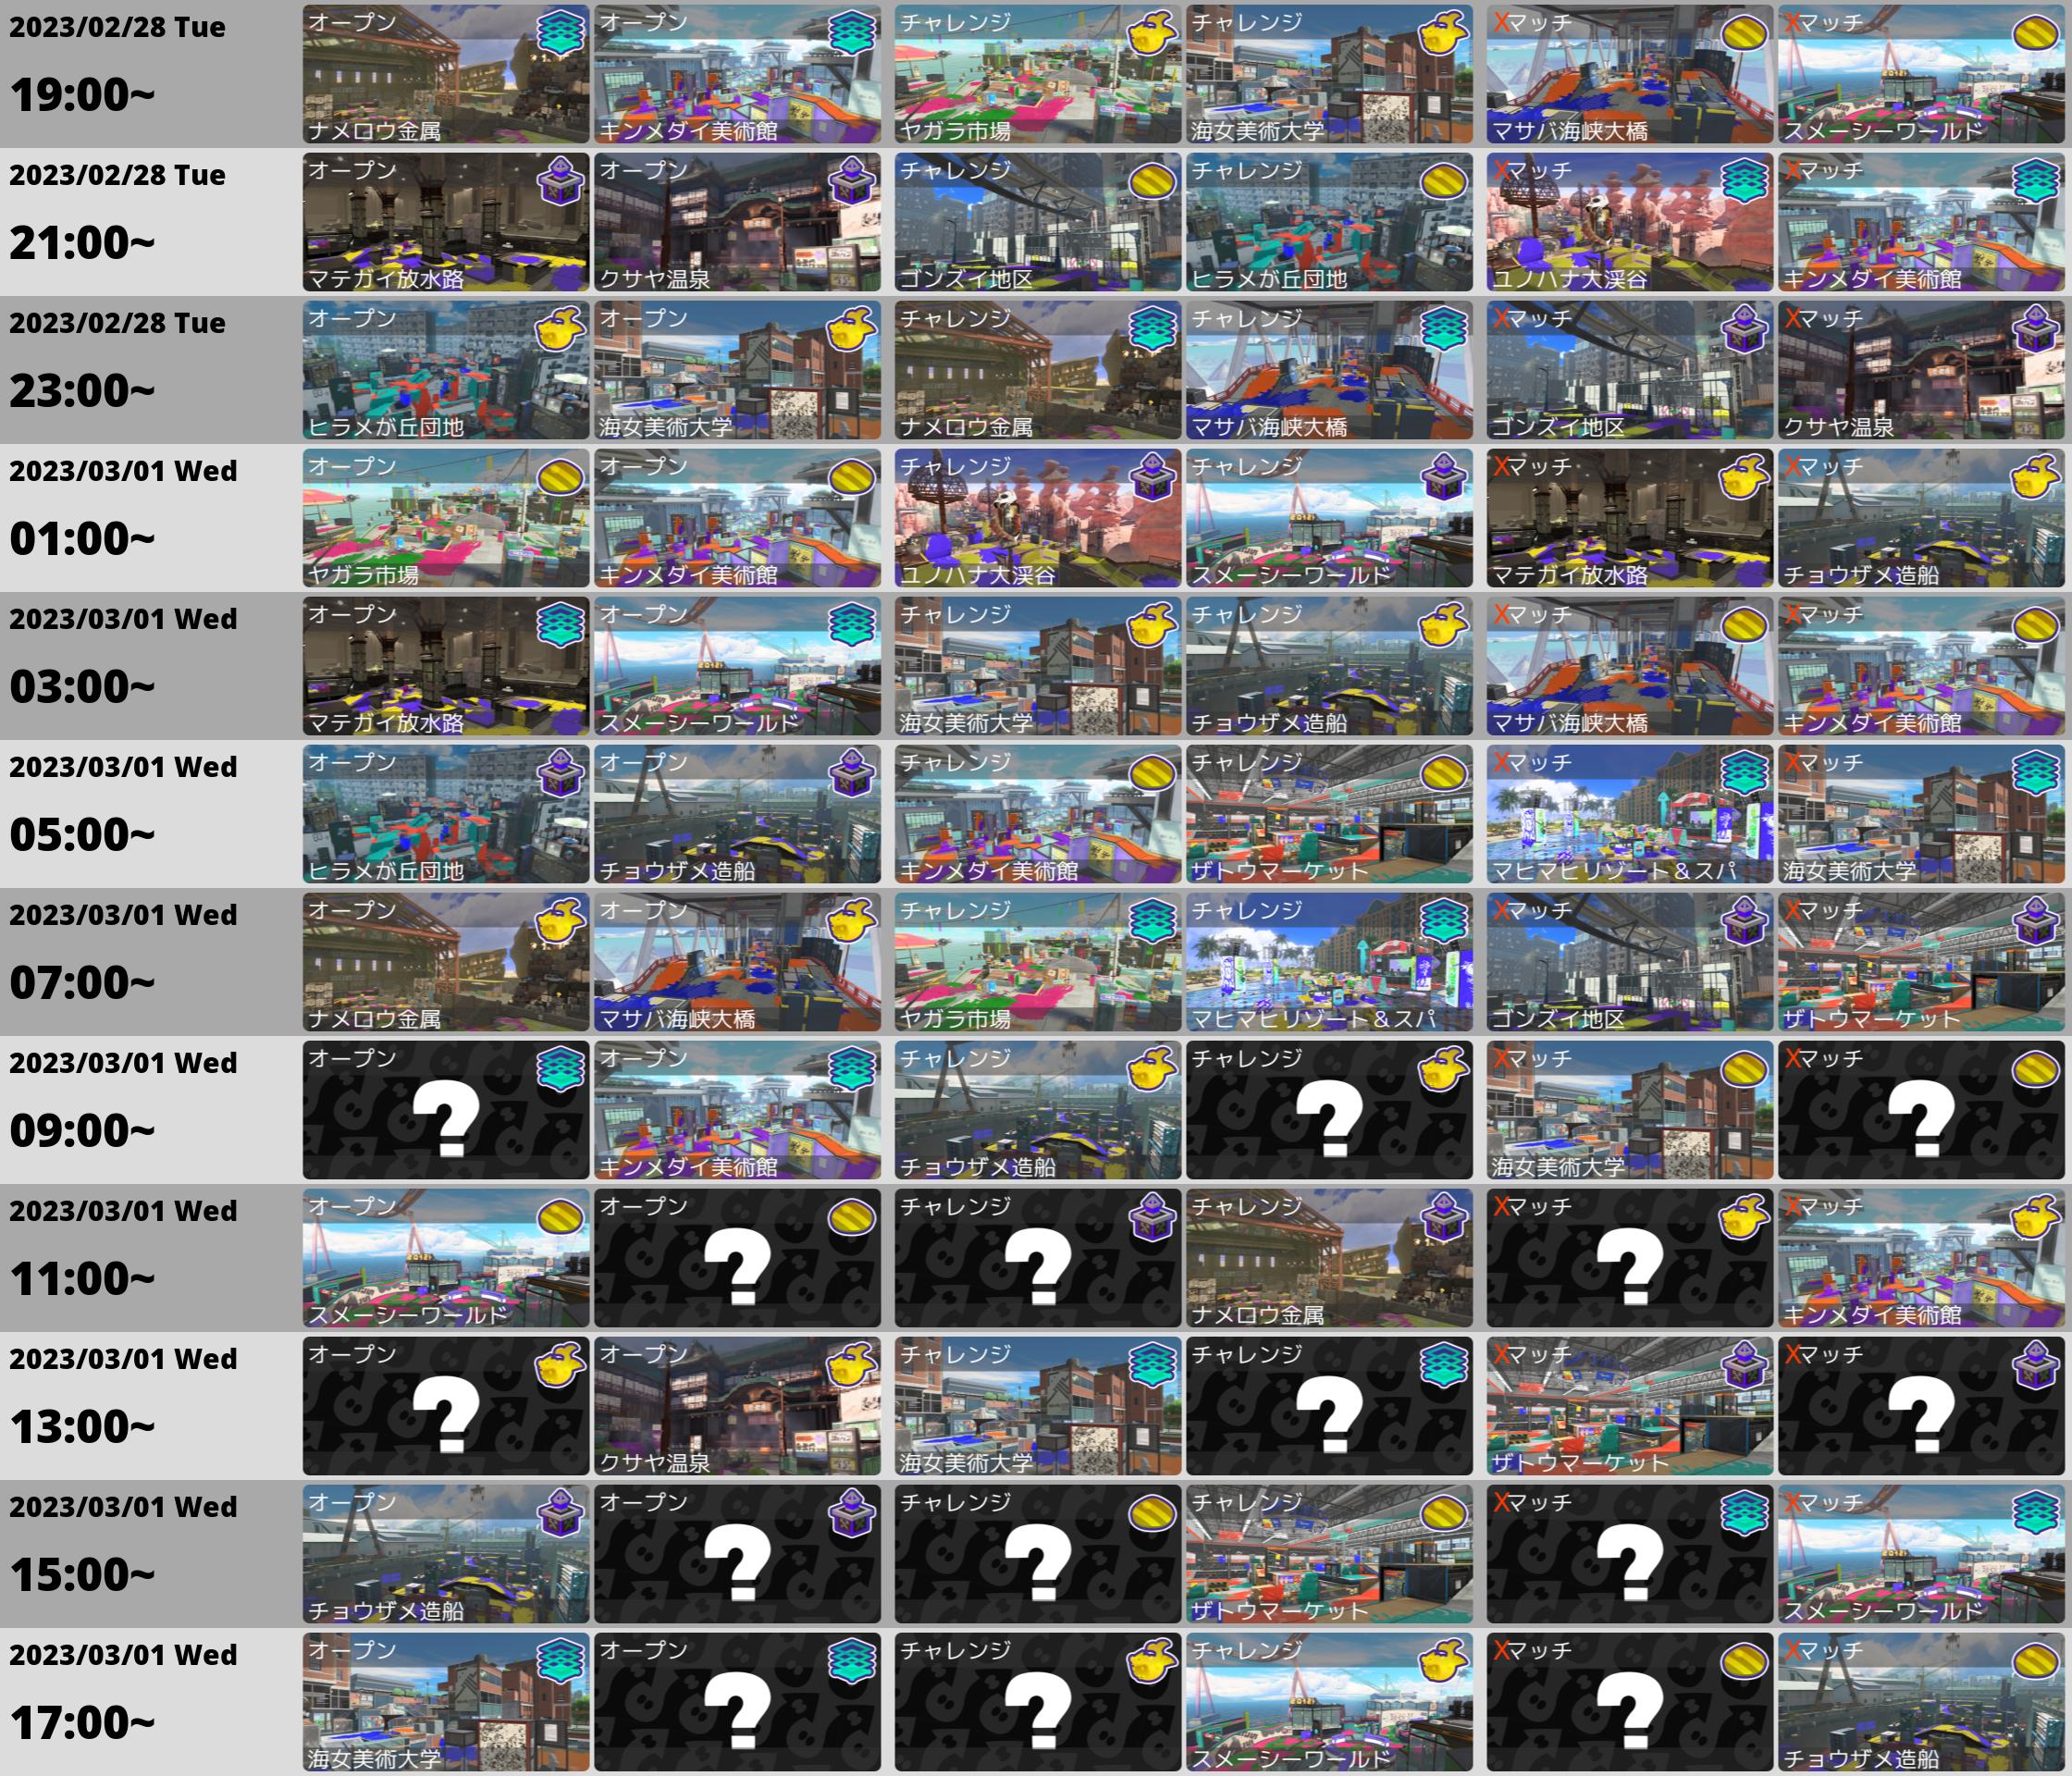 2023/02/28 Tue
19:00~
オープン オープン チャレンジ チャレンジ Xマッチ Xマッチ
ナメロウ金属 キンメダイ美術館 ヤガラ市場 海女美術大学 マサバ海峡大橋 スメーシーワールド
2023/02/28 Tue
21:00~
オープン オープン チャレンジ チャレンジ Xマッチ Xマッチ
マテガイ放水路 クサヤ温泉 ゴンズイ地区 ヒラメが丘団地 ユノハナ大渓谷 キンメダイ美術館
2023/02/28 Tue
23:00~
オープン オープン チャレンジ チャレンジ Xマッチ Xマッチ
ヒラメが丘団地 海女美術大学 ナメロウ金属 マサバ海峡大橋 ゴンズイ地区 クサヤ温泉
2023/03/01 Wed
01:00~
オープン オープン チャレンジ チャレンジ Xマッチ Xマッチ
ヤガラ市場 キンメダイ美術館 ユノハナ大渓谷 スメーシーワールド マテガイ放水路 チョウザメ造船
2023/03/01 Wed
03:00~
オープン オープン チャレンジ チャレンジ Xマッチ Xマッチ
マテガイ放水路 スメーシーワールド 海女美術大学 チョウザメ造船 マサバ海峡大橋 キンメダイ美術館
2023/03/01 Wed
05:00~
オープン オープン チャレンジ チャレンジ Xマッチ Xマッチ
ヒラメが丘団地 チョウザメ造船 キンメダイ美術館 ザトウマーケット マヒマヒリゾート&スパ 海女美術大学
2023/03/01 Wed
07:00~
オープン オープン チャレンジ チャレンジ Xマッチ Xマッチ
ナメロウ金属 マサバ海峡大橋 ヤガラ市場 マヒマヒリゾート&スパ ゴンズイ地区 ザトウマーケット
2023/03/01 Wed
09:00~
オープン オープン チャレンジ チャレンジ Xマッチ Xマッチ
? キンメダイ美術館 チョウザメ造船 ? 海女美術大学 ?
2023/03/01 Wed
11:00~
オープン オープン チャレンジ チャレンジ Xマッチ Xマッチ
スメーシーワールド ? ? ナメロウ金属 ? キンメダイ美術館
2023/03/01 Wed
13:00~
オープン オープン チャレンジ チャレンジ Xマッチ Xマッチ
? クサヤ温泉 海女美術大学 ? ザトウマーケット ?
2023/03/01 Wed
15:00~
オープン オープン チャレンジ チャレンジ Xマッチ Xマッチ
チョウザメ造船 ? ? ザトウマーケット ? スメーシーワールド
2023/03/01 Wed
17:00~
オープン オープン チャレンジ チャレンジ Xマッチ Xマッチ
海女美術大学 ? ? スメーシーワールド ? チョウザメ造船